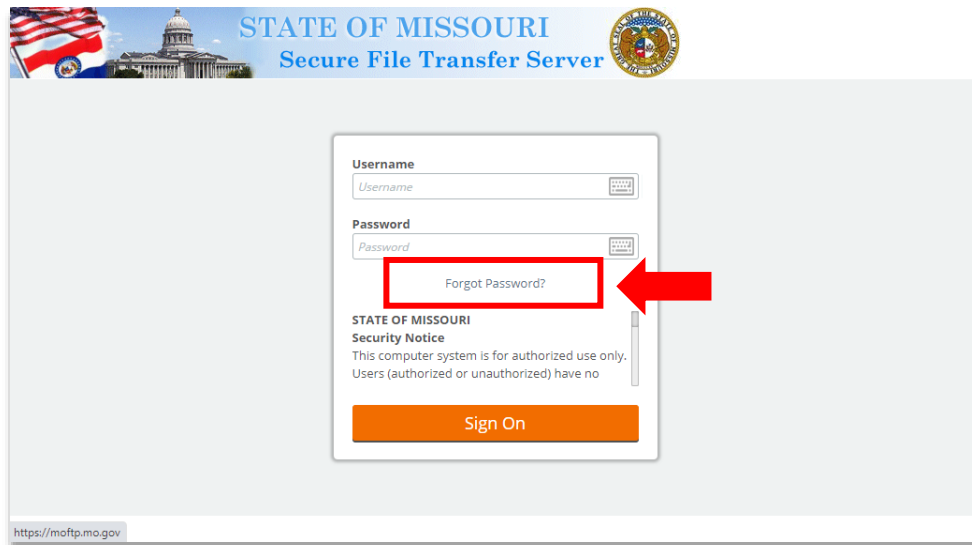 STATE OF MISSOURI
Secure File Transfer Server
Username
Username
Password
Password
Forgot Password?
STATE OF MISSOURI
Security Notice
This computer system is for authorized use only.
Users (authorized or unauthorized) have no
Sign On
https://moftp.mo.gov